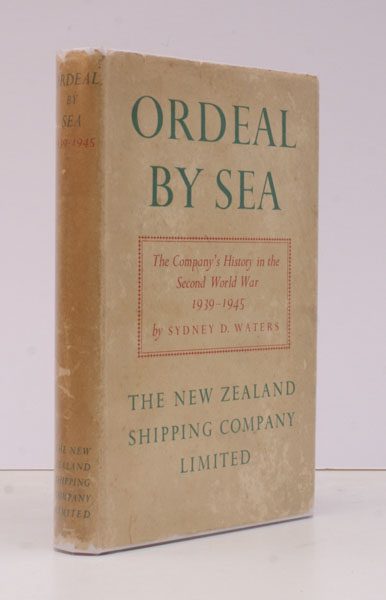 ORDEAL
BY
SEA
1939-1945
THE NEW
ZEALAND
SHIPPING
COMPANY
LIMITED
ORDEAL
BY SEA
The Company's History in the
Second World War
1939-1945
by SYDNEY D. WATERS
THE NEW ZEALAND
SHIPPING COMPANY
LIMITED